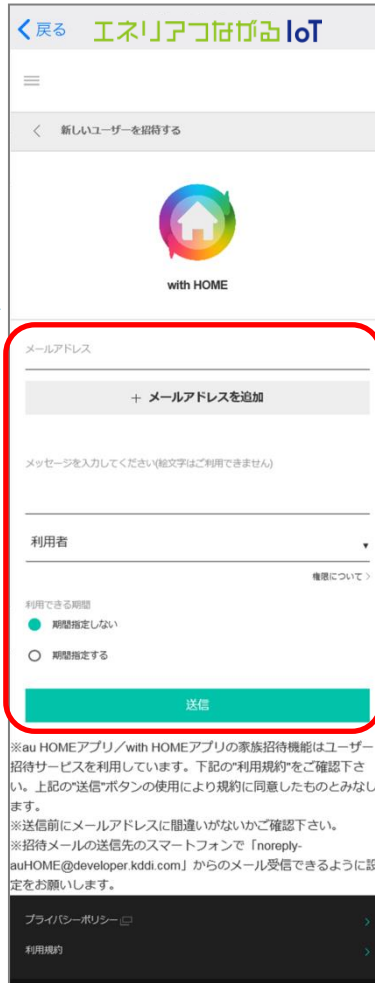 戻る エネリアつながるIoT
新しいユーザーを招待する
with HOME
メールアドレス
+ メールアドレスを追加
メッセージを入力してください(絵文字はご利用できません)
利用者
権限について
利用できる期間
期間指定しない
期間指定する
送信
※au HOMEアプリ／with HOMEアプリの家族招待機能はユーザー
招待サービスを利用しています。下記の"利用規約"をご確認下さ
い。上記の"送信"ボタンの使用により規約に同意したものとみなし
ます。
※送信前にメールアドレスに間違いがないかご確認下さい。
※招待メールの送信先のスマートフォンで「noreply-
auHOME@developer.kddi.com」からのメール受信できるように設
定をお願いします。
プライバシーポリシー
利用規約